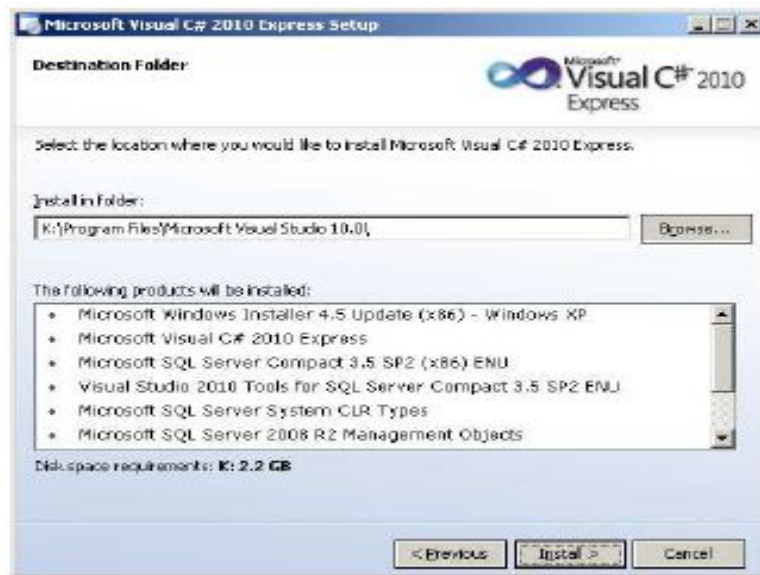 Microsoft Visual C# 2010 Express Setup
Destination Folder
Microsoft
Visual C# 2010
Express
Select the location where you would like to install Microsoft Visual C# 2010 Express.
Install in folder:
K:\Program Files\Microsoft Visual Studio 10.0\
Browse...
The following products will be installed:
• Microsoft Windows Installer 4.5 Update (x86) - Windows XP
• Microsoft Visual C# 2010 Express
• Microsoft SQL Server Compact 3.5 SP2 (x86) ENU
• Visual Studio 2010 Tools for SQL Server Compact 3.5 SP2 ENU
• Microsoft SQL Server System CLR Types
• Microsoft SQL Server 2008 R2 Management Objects
Disk space requirements: K: 2.2 GB
< Previous
Install >
Cancel